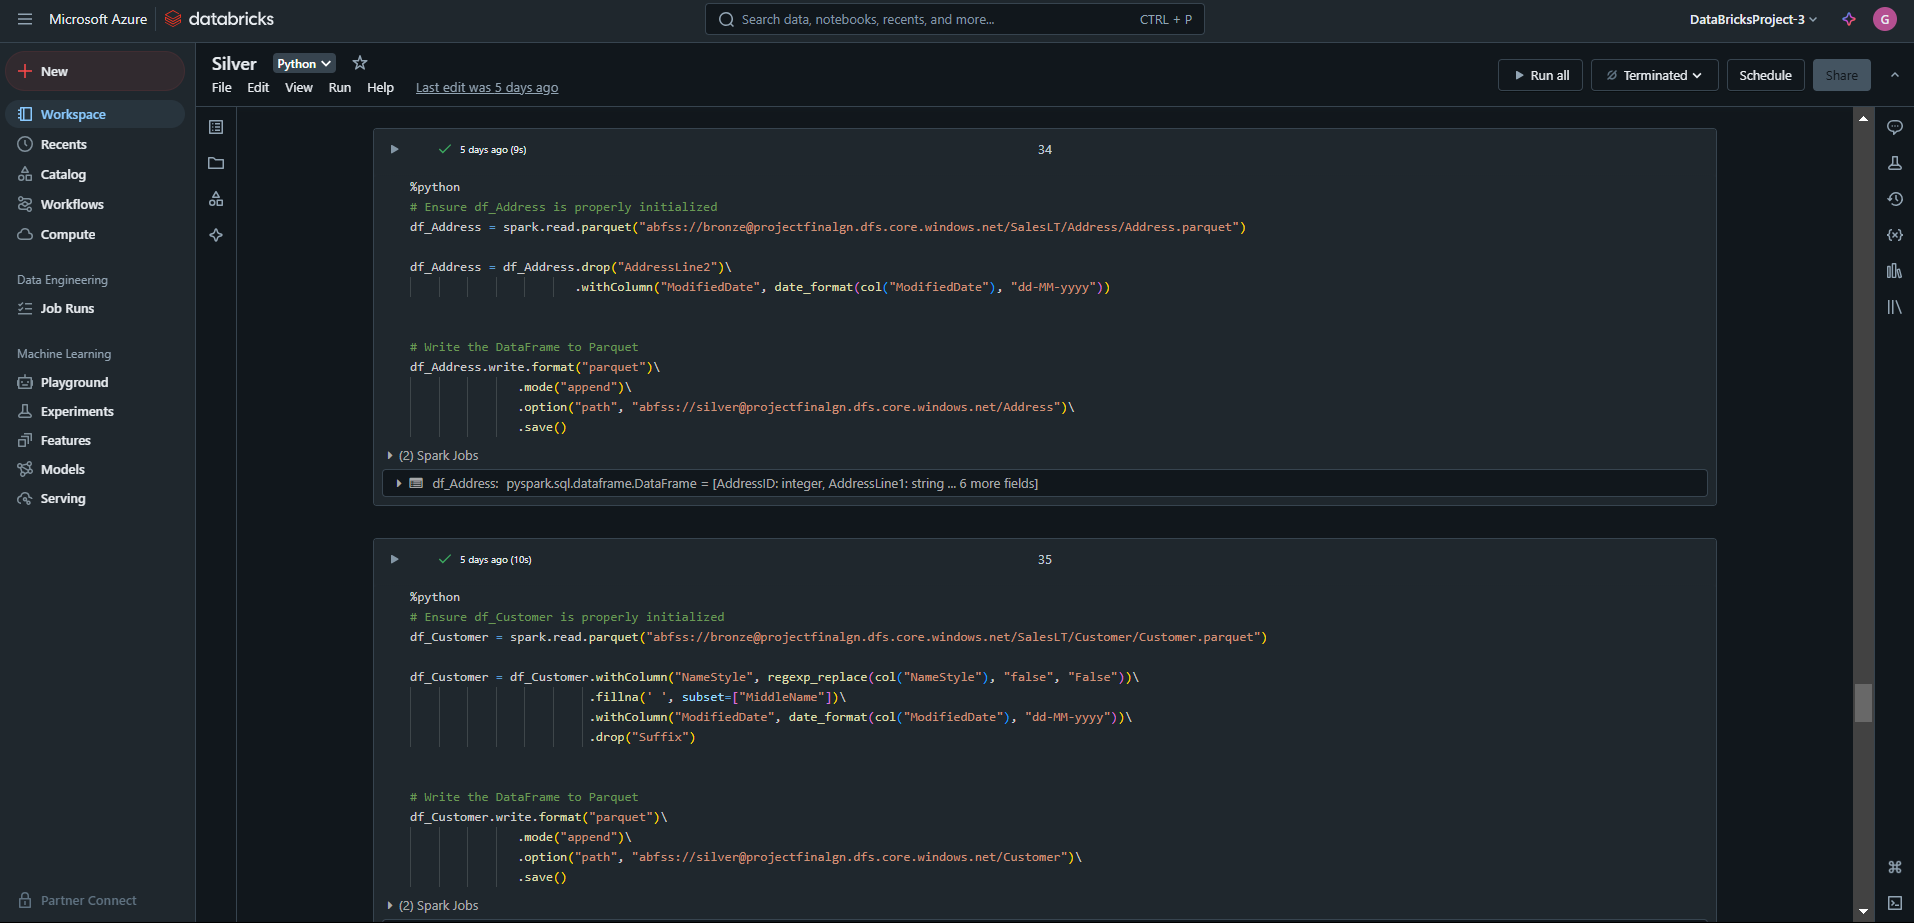 Microsoft Azure databricks
Search data, notebooks, recents, and more... CTRL + P
DataBricksProject-3 G
New
Workspace
Recents
Catalog
Workflows
Compute
Data Engineering
Job Runs
Machine Learning
Playground
Experiments
Features
Models
Serving
Partner Connect
Silver Python
File Edit View Run Help Last edit was 5 days ago
Run all Terminated Schedule Share
5 days ago (9s) 34
%python
# Ensure df_Address is properly initialized
df_Address = spark.read.parquet("abfss://bronze@projectfinalgn.dfs.core.windows.net/SalesLT/Address/Address.parquet")
df_Address = df_Address.drop("AddressLine2")\
.withColumn("ModifiedDate", date_format(col("ModifiedDate"), "dd-MM-yyyy"))
# Write the DataFrame to Parquet
df_Address.write.format("parquet")\
.mode("append")\
.option("path", "abfss://silver@projectfinalgn.dfs.core.windows.net/Address")\
.save()
(2) Spark Jobs
df_Address: pyspark.sql.dataframe.DataFrame = [AddressID: integer, AddressLine1: string ... 6 more fields]
5 days ago (10s) 35
%python
# Ensure df_Customer is properly initialized
df_Customer = spark.read.parquet("abfss://bronze@projectfinalgn.dfs.core.windows.net/SalesLT/Customer/Customer.parquet")
df_Customer = df_Customer.withColumn("NameStyle", regexp_replace(col("NameStyle"), "false", "False"))\
.fillna(' ', subset=["MiddleName"])\
.withColumn("ModifiedDate", date_format(col("ModifiedDate"), "dd-MM-yyyy"))\
.drop("Suffix")
# Write the DataFrame to Parquet
df_Customer.write.format("parquet")\
.mode("append")\
.option("path", "abfss://silver@projectfinalgn.dfs.core.windows.net/Customer")\
.save()
(2) Spark Jobs